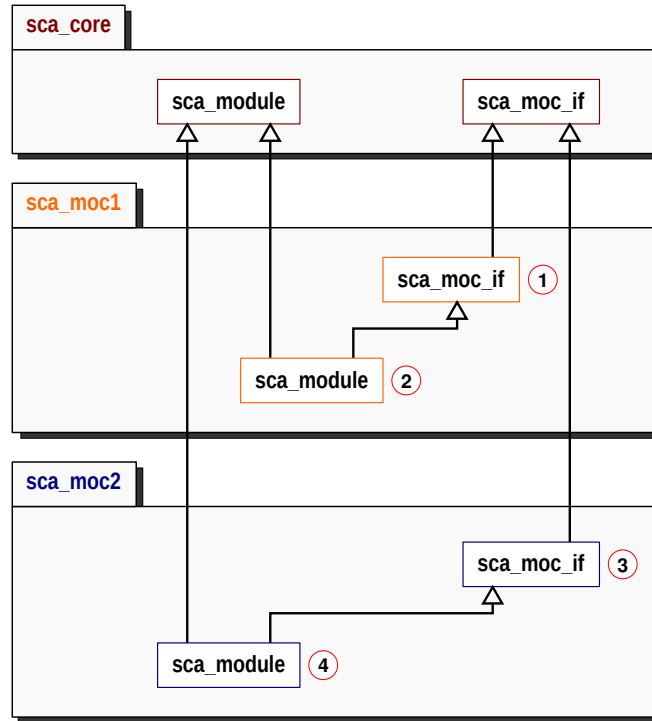 sca_core
sca_module
sca_moc_if
sca_moc1
sca_moc_if
1
sca_module
2
sca_moc2
sca_moc_if
3
sca_module
4